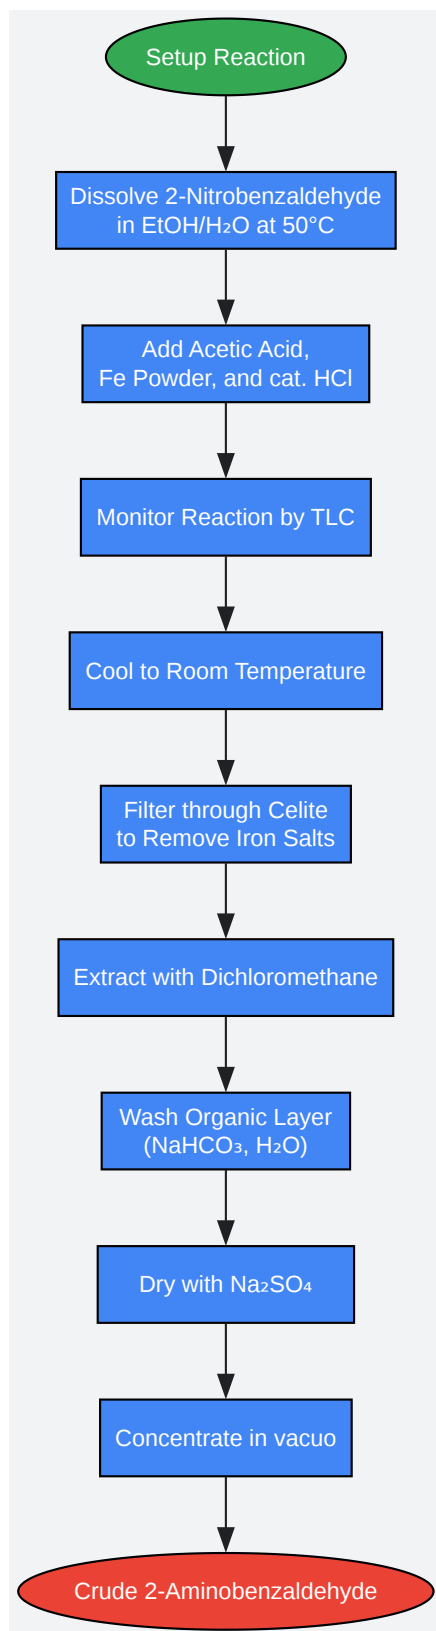 Setup Reaction
Dissolve 2-Nitrobenzaldehyde
in EtOH/H₂O at 50°C
Add Acetic Acid,
Fe Powder, and cat. HCl
Monitor Reaction by TLC
Cool to Room Temperature
Filter through Celite
to Remove Iron Salts
Extract with Dichloromethane
Wash Organic Layer
(NaHCO₃, H₂O)
Dry with Na₂SO₄
Concentrate in vacuo
Crude 2-Aminobenzaldehyde